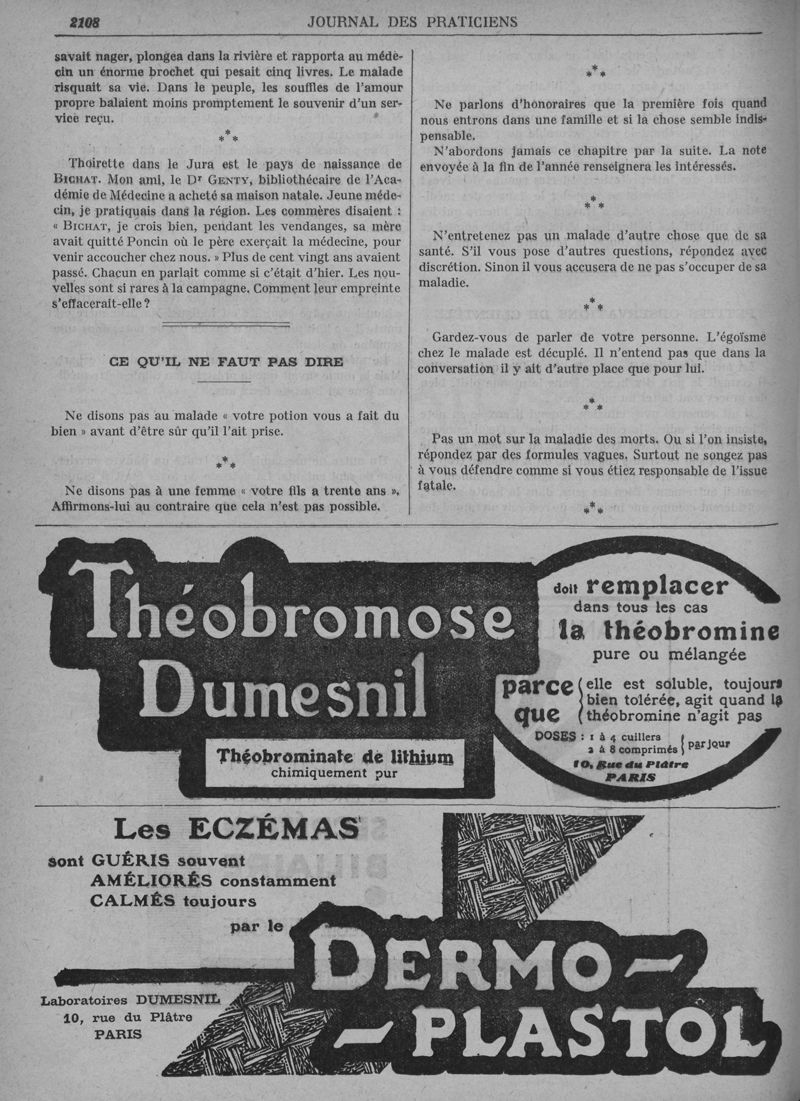 2108
JOURNAL DES PRATICIENS
savait nager, plongea dans la rivière et rapporta au méde-
cin un énorme brochet qui pesait cinq livres. Le malade
risquait sa vie. Dans le peuple, les souffles de l'amour
propre balaient moins promptement le souvenir d'un ser-
vice reçu.
* * *
Thoirette dans le Jura est le pays de naissance de
BICHAT. Mon ami, le Dr GENTY, bibliothécaire de l'Aca-
démie de Médecine a acheté sa maison natale. Jeune méde-
cin, je pratiquais dans la région. Les commères disaient :
« BICHAT, je crois bien, pendant les vendanges, sa mère
avait quitté Poncin où le père exerçait la médecine, pour
venir accoucher chez nous. » Plus de cent vingt ans avaient
passé. Chacun en parlait comme si c'était d'hier. Les nou-
velles sont si rares à la campagne. Comment leur empreinte
s'effacerait-elle ?
CE QU'IL NE FAUT PAS DIRE
Ne disons pas au malade « votre potion vous a fait du
bien » avant d'être sûr qu'il l'ait prise.
* * *
Ne disons pas à une femme « votre fils a trente ans ».
Affirmons-lui au contraire que cela n'est pas possible.
* * *
Ne parlons d'honoraires que la première fois quand
nous entrons dans une famille et si la chose semble indis-
pensable.
N'abordons jamais ce chapitre par la suite. La note
envoyée à la fin de l'année renseignera les intéressés.
* * *
N'entretenez pas un malade d'autre chose que de sa
santé. S'il vous pose d'autres questions, répondez avec
discrétion. Sinon il vous accusera de ne pas s'occuper de sa
maladie.
* * *
Gardez-vous de parler de votre personne. L'égoïsme
chez le malade est décuplé. Il n'entend pas que dans la
conversation il y ait d'autre place que pour lui.
* * *
Pas un mot sur la maladie des morts. Ou si l'on insiste,
répondez par des formules vagues. Surtout ne songez pas
à vous défendre comme si vous étiez responsable de l'issue
fatale.
* * *
Théobromose
Dumesnil
Théobrominate de lithium
chimiquement pur
doit remplacer
dans tous les cas
la théobromine
pure ou mélangée
parce que
elle est soluble, toujours
bien tolérée, agit quand la
théobromine n'agit pas
DOSES : 1 à 4 cuillers
2 à 8 comprimés
par jour
10, Rue du Plâtre
PARIS
Les ECZÉMAS
sont GUÉRIS souvent
AMÉLIORÉS constamment
CALMÉS toujours
par le
DERMO-
-PLASTOL
Laboratoires DUMESNIL
10, rue du Plâtre
PARIS